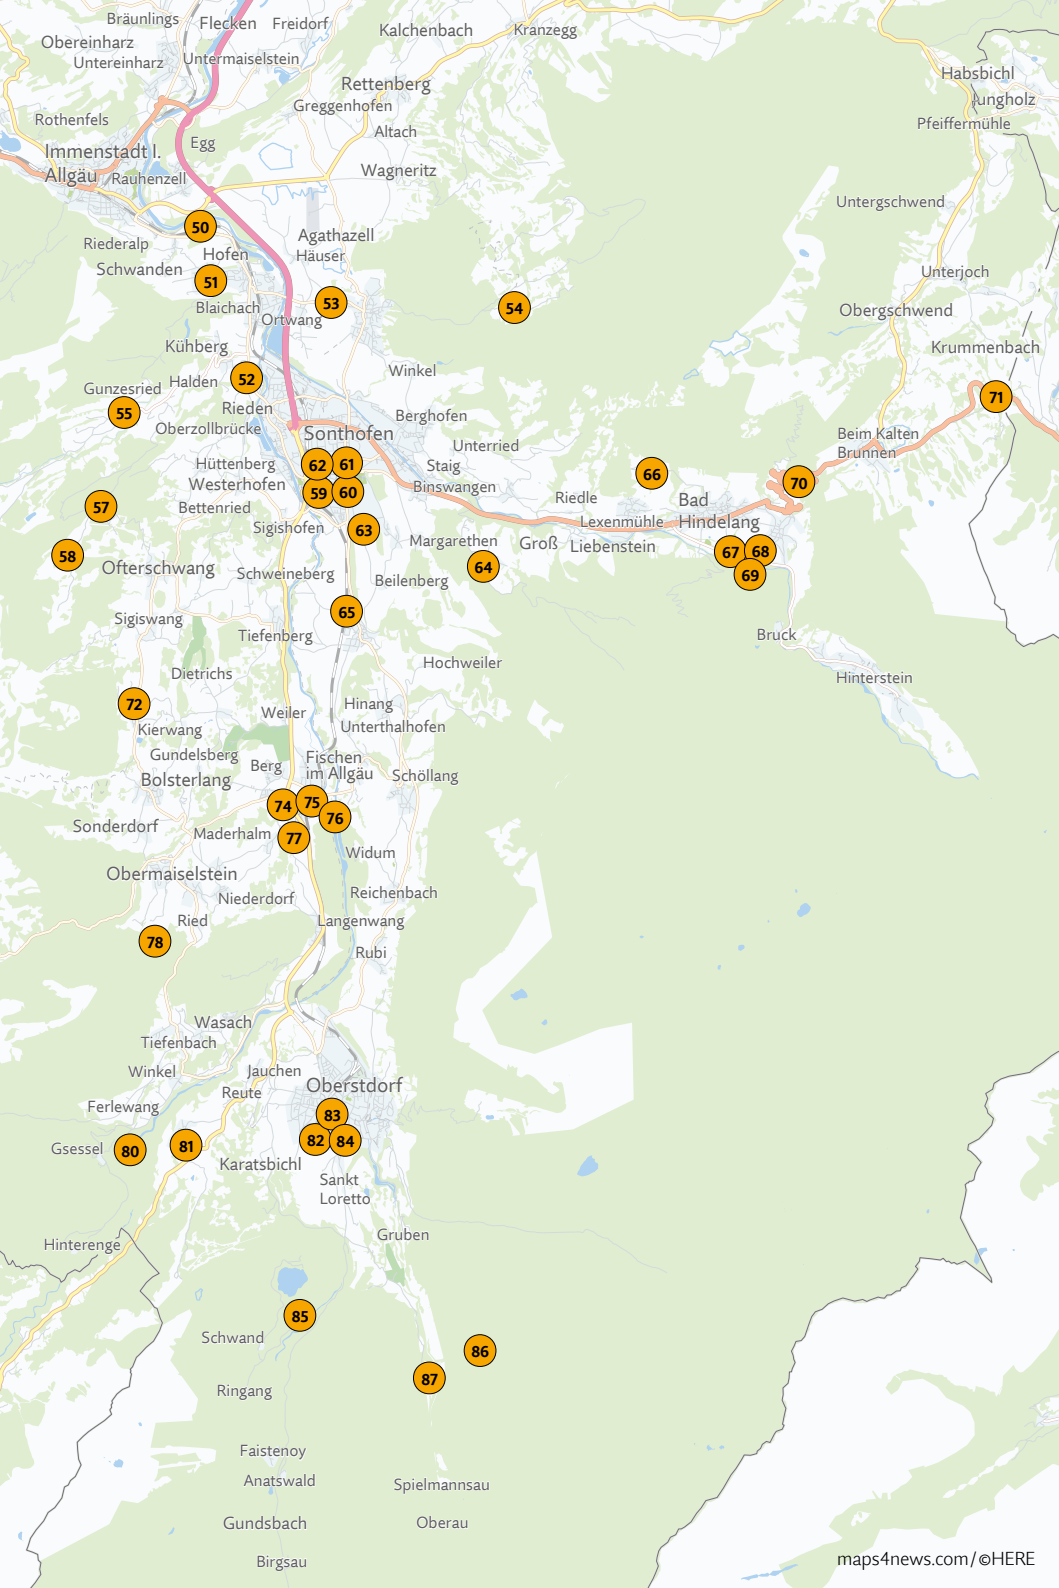 Bräunlings
Flecken
Freidorf
Kalchenbach
Kranzegg
Obereinharz
Untereinharz
Untermaiselstein
Habsbichl
Rettenberg
Greggenhofen
Jungholz
Rothenfels
Altach
Pfeiffermühle
Egg
Immenstadt I.
Allgäu
Rauhenzell
Wagneritz
Untergschwend
50
Agathazell
Riederalp
Hofen
Häuser
Schwanden
51
Unterjoch
Blaichach
53
54
Obergschwend
Ortwang
Kühberg
Krummenbach
Winkel
52
Halden
Gunzesried
71
55
Rieden
Berghofen
Oberzollbrücke
Sonthofen
Beim Kalten
Brunnen
Unterried
Hüttenberg
62
61
Staig
66
Westerhofen
Binswangen
70
59
60
Riedle
Bad
Hindelang
57
Bettenried
Lexenmühle
Sigishofen
63
Margarethen
Groß
Liebenstein
67
68
58
Ofterschwang
64
69
Schweineberg
Beilenberg
65
Sigiswang
Tiefenberg
Bruck
Hochweiler
Dietrichs
Hinterstein
72
Hinang
Weiler
Kierwang
Unterthalhofen
Gundelsberg
Berg
Fischen
im Allgäu
Bolsterlang
Schöllang
74
75
76
Sonderdorf
Maderhalm
77
Widum
Obermaiselstein
Niederdorf
Reichenbach
Ried
Langenwang
78
Rubi
Wasach
Tiefenbach
Winkel
Jauchen
Oberstdorf
Reute
Ferlewang
83
Gsessel
80
81
82
84
Karatsbichl
Sankt
Loretto
Gruben
Hinterenge
85
Schwand
86
87
Ringang
Faistenoy
Anatswald
Spielmannsau
Gundsbach
Oberau
Birgsau
maps4news.com/©HERE